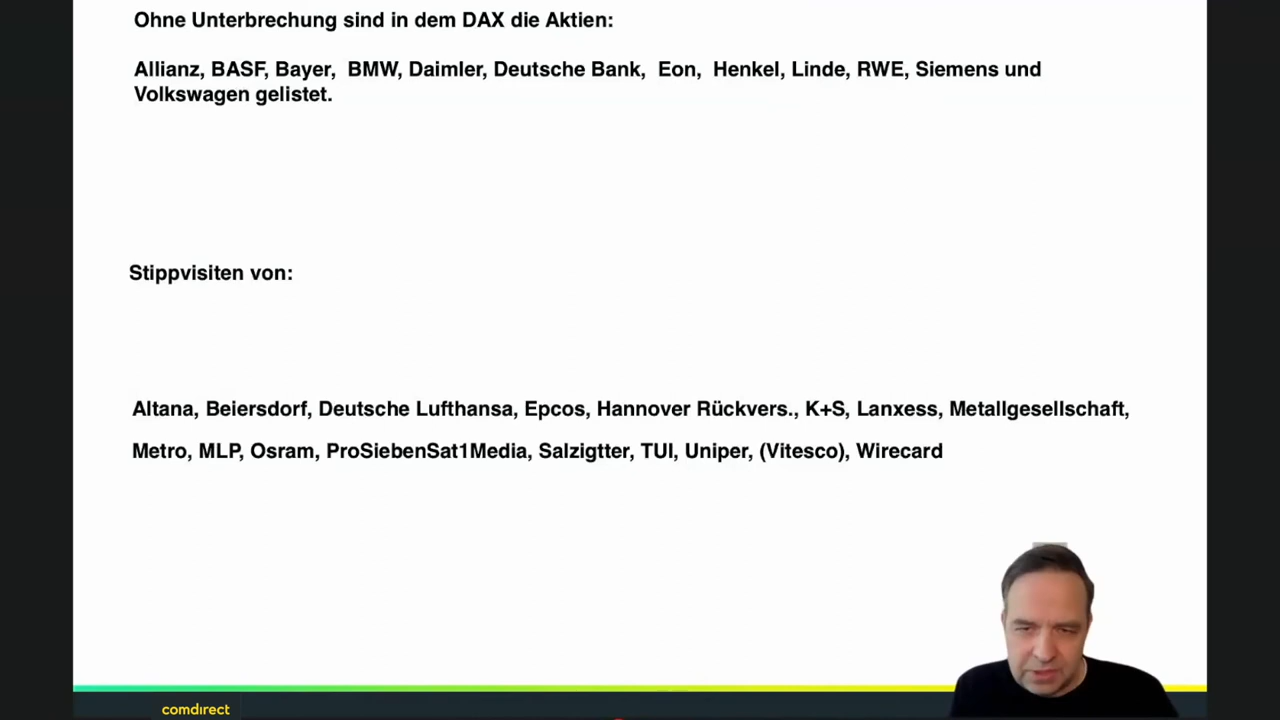 Ohne Unterbrechung sind in dem DAX die Aktien:
Allianz, BASF, Bayer,  BMW, Daimler, Deutsche Bank,  Eon,  Henkel, Linde, RWE, Siemens und
Volkswagen gelistet.
Stippvisiten von:
Altana, Beiersdorf, Deutsche Lufthansa, Epcos, Hannover Rückvers., K+S, Lanxess, Metallgesellschaft,
Metro, MLP, Osram, ProSiebenSat1Media, Salzigtter, TUI, Uniper, (Vitesco), Wirecard
comdirect